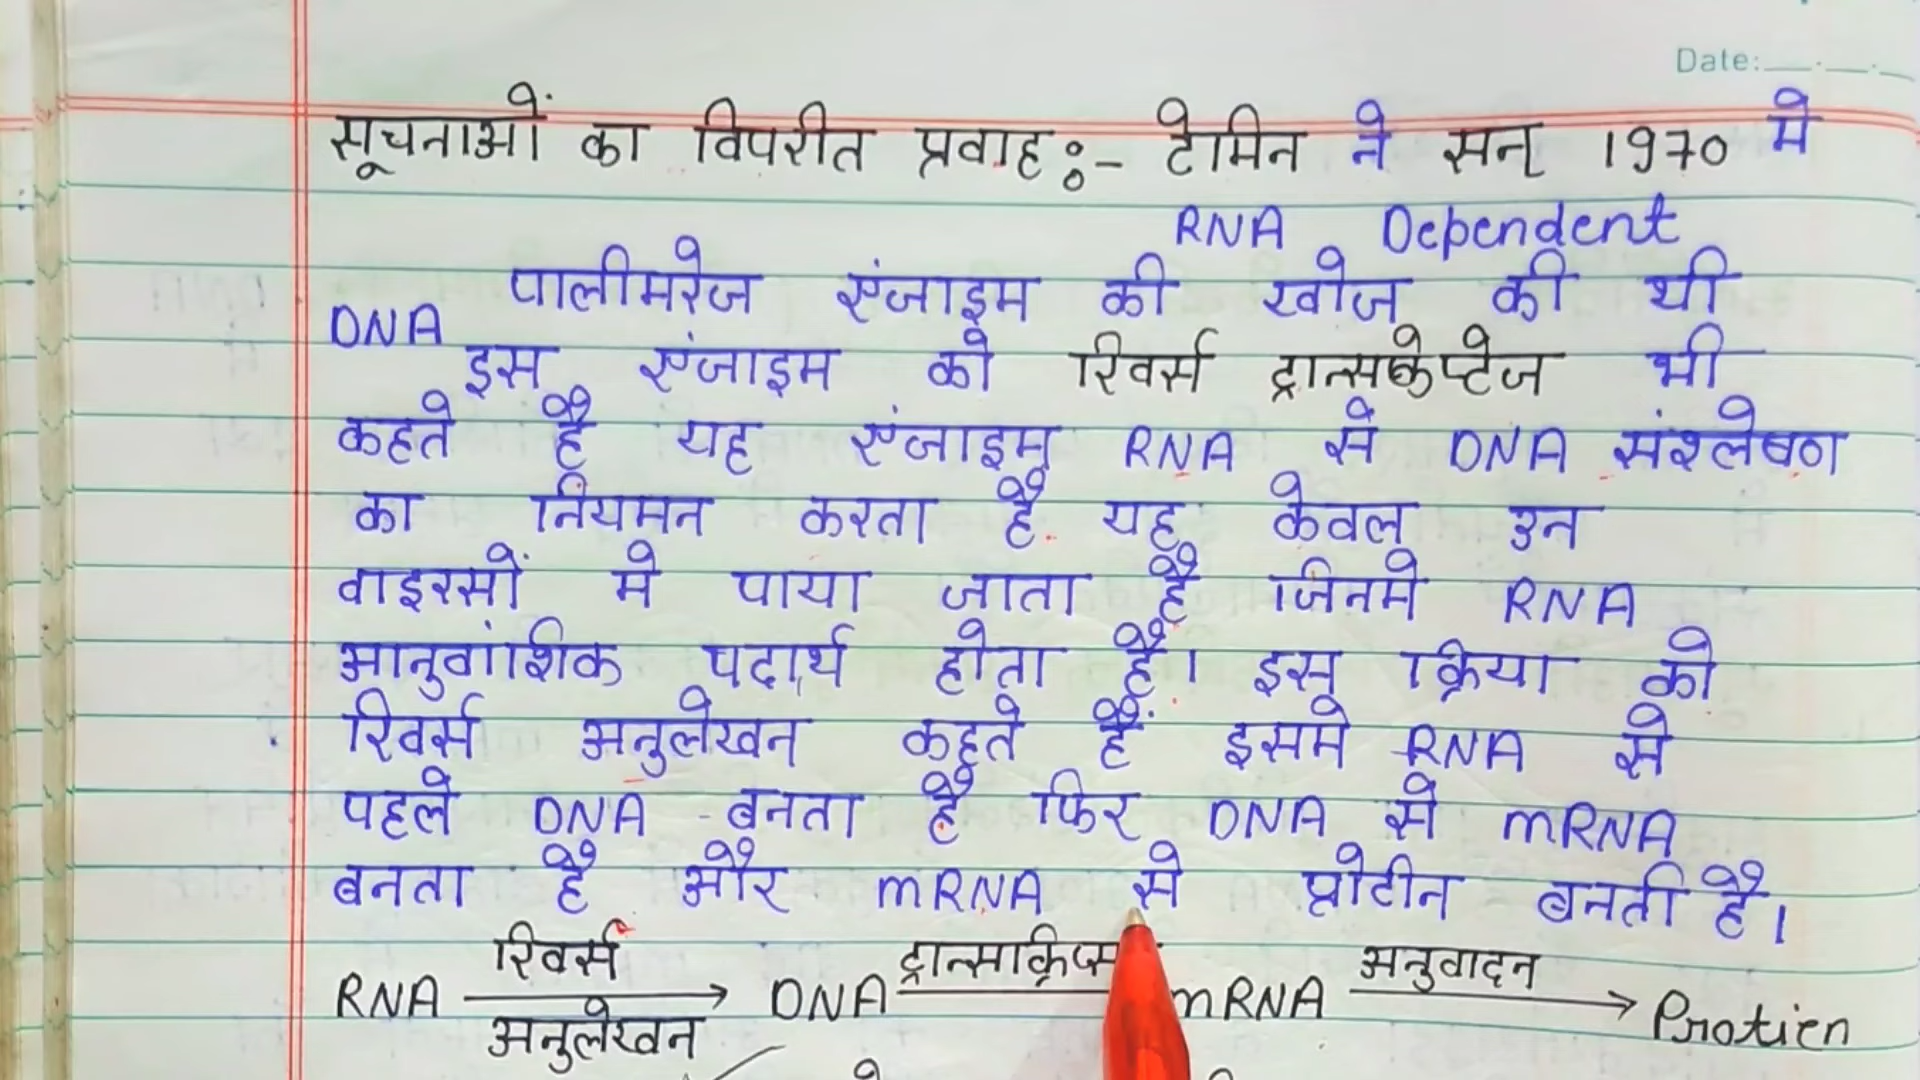 Date:
सूचनाओं का विपरीत प्रवाह:- टेमिन ने सन् 1970 मे
RNA Dependent
DNA पालीमरेज एंजाइम की खोज की थी
इस एंजाइम को रिवर्स ट्रान्सक्रेप्टेज भी
कहते है यह एंजाइम RNA से DNA संश्लेषण
का नियमन करता है यह केवल उन
वाइरसों मे पाया जाता है जिनमे RNA
आनुवांशिक पदार्थ होता है। इस क्रिया को
रिवर्स अनुलेखन कहते हैं इसमे RNA से
पहले DNA बनता है फिर DNA से mRNA
बनता है और mRNA से प्रोटीन बनती है।
रिवर्स ट्रान्सक्रिप्स अनुवादन
RNA DNA mRNA Protien
अनुलेखन